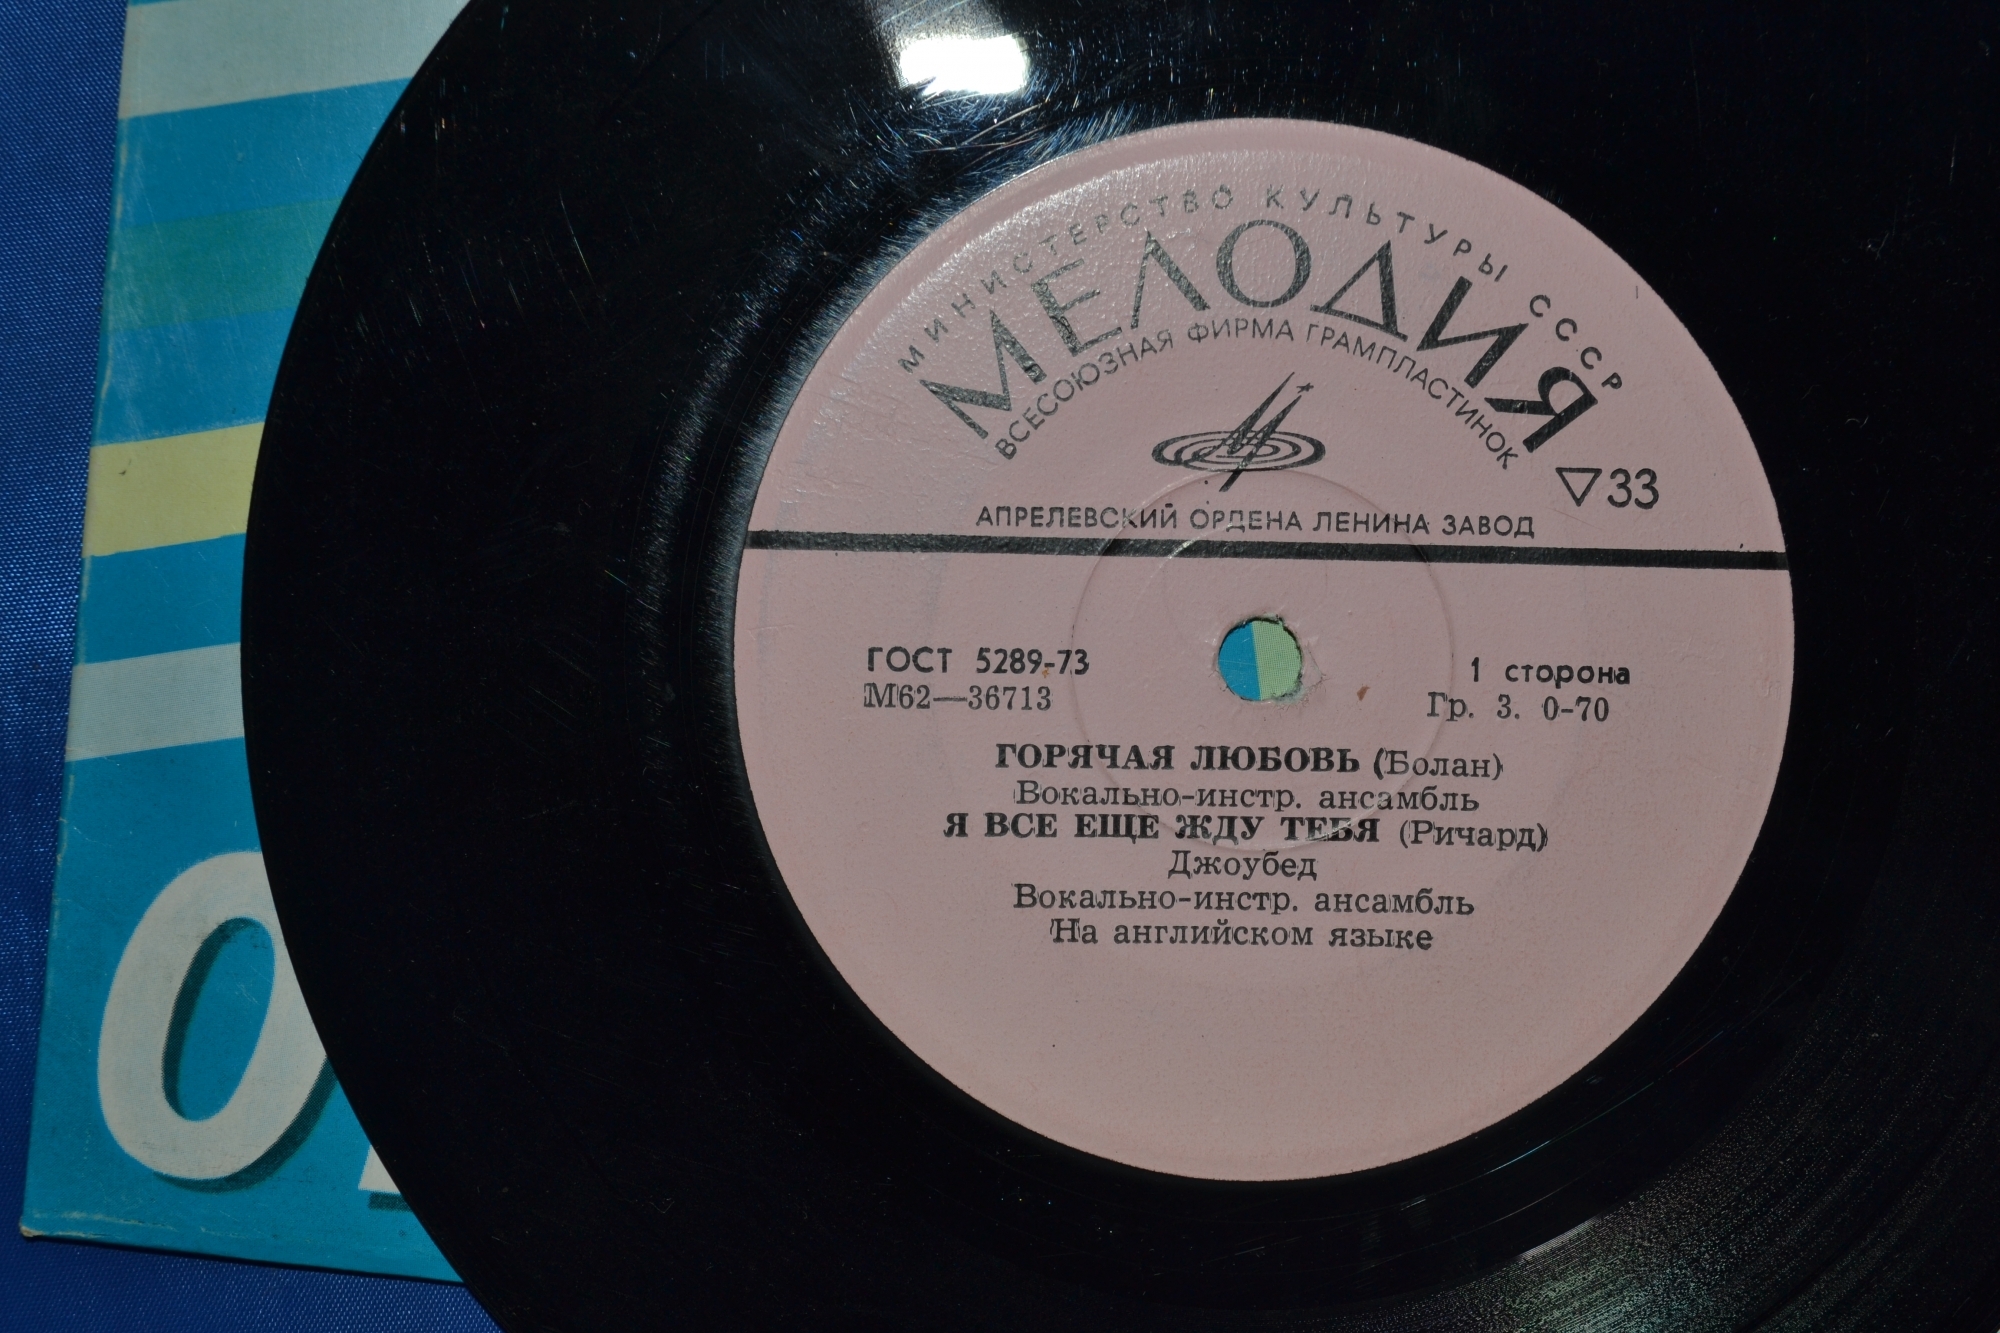 МИНИСТЕРСТВО КУЛЬТУРЫ СССР
МЕЛОДИЯ
ВСЕСОЮЗНАЯ ФИРМА ГРАМПЛАСТИНОК
▽33
АПРЕЛЕВСКИЙ ОРДЕНА ЛЕНИНА ЗАВОД
ГОСТ 5289-73
М62—36713
1 сторона
Гр. 3. 0-70
ГОРЯЧАЯ ЛЮБОВЬ (Болан)
Вокально-инстр. ансамбль
Я ВСЕ ЕЩЕ ЖДУ ТЕБЯ (Ричард)
Джоубед
Вокально-инстр. ансамбль
На английском языке